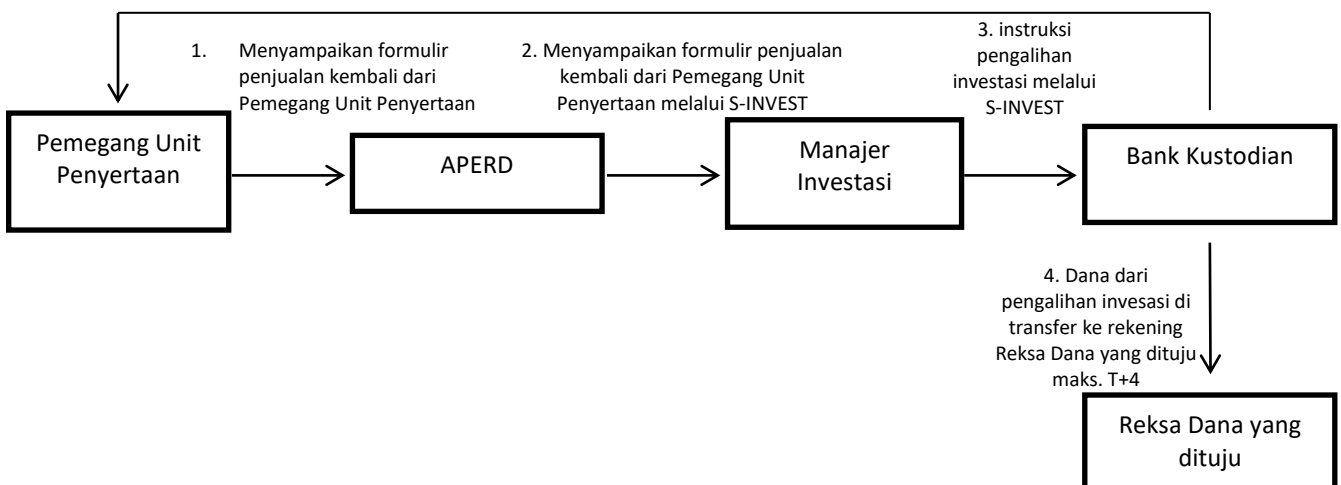 1. Menyampaikan formulir
penjualan kembali dari
Pemegang Unit Penyertaan
2. Menyampaikan formulir penjualan
kembali dari Pemegang Unit
Penyertaan melalui S-INVEST
3. instruksi
pengalihan
investasi melalui
S-INVEST
Pemegang Unit
Penyertaan
APERD
Manajer
Investasi
Bank Kustodian
4. Dana dari
pengalihan invesasi di
transfer ke rekening
Reksa Dana yang dituju
maks. T+4
Reksa Dana yang
dituju